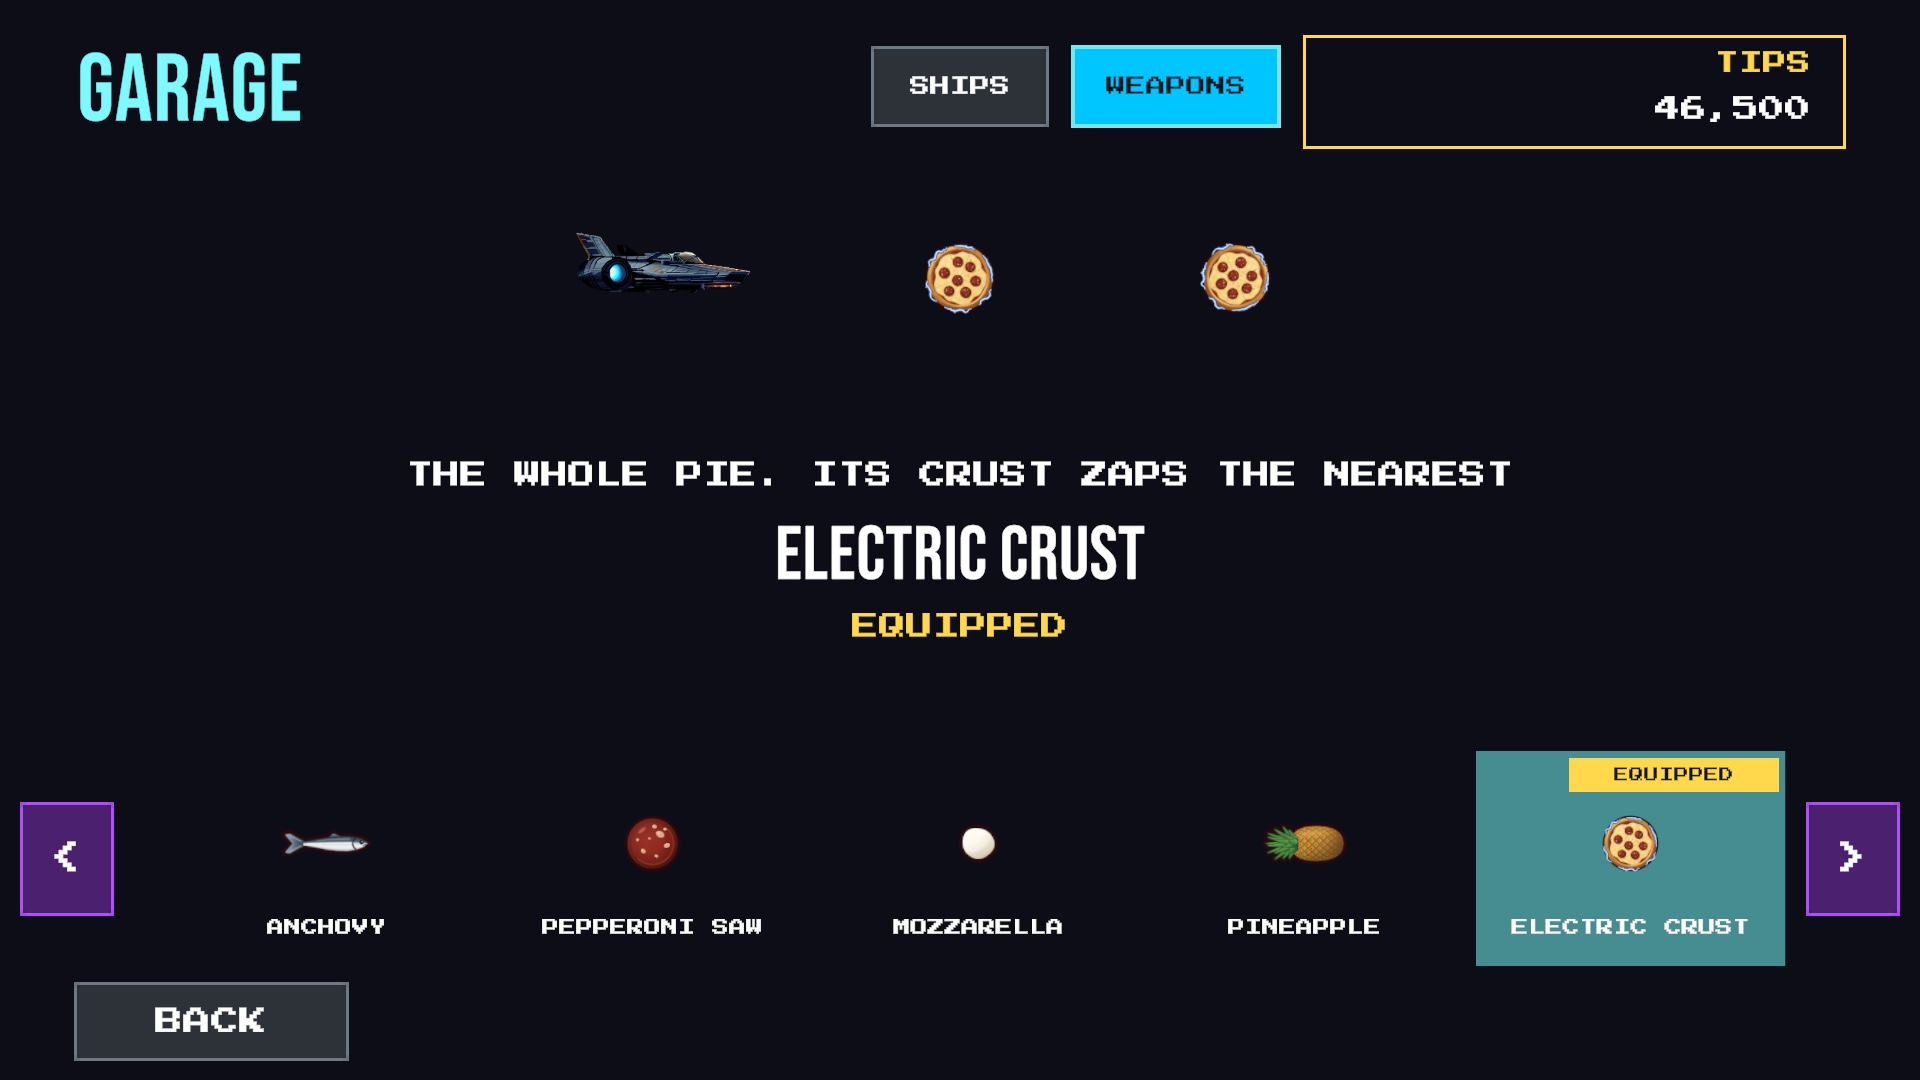 GARAGE
SHIPS
WEAPONS
TIPS
46,500
THE WHOLE PIE. ITS CRUST ZAPS THE NEAREST
ELECTRIC CRUST
EQUIPPED
EQUIPPED
<
ANCHOVY
PEPPERONI SAW
MOZZARELLA
PINEAPPLE
ELECTRIC CRUST
>
BACK